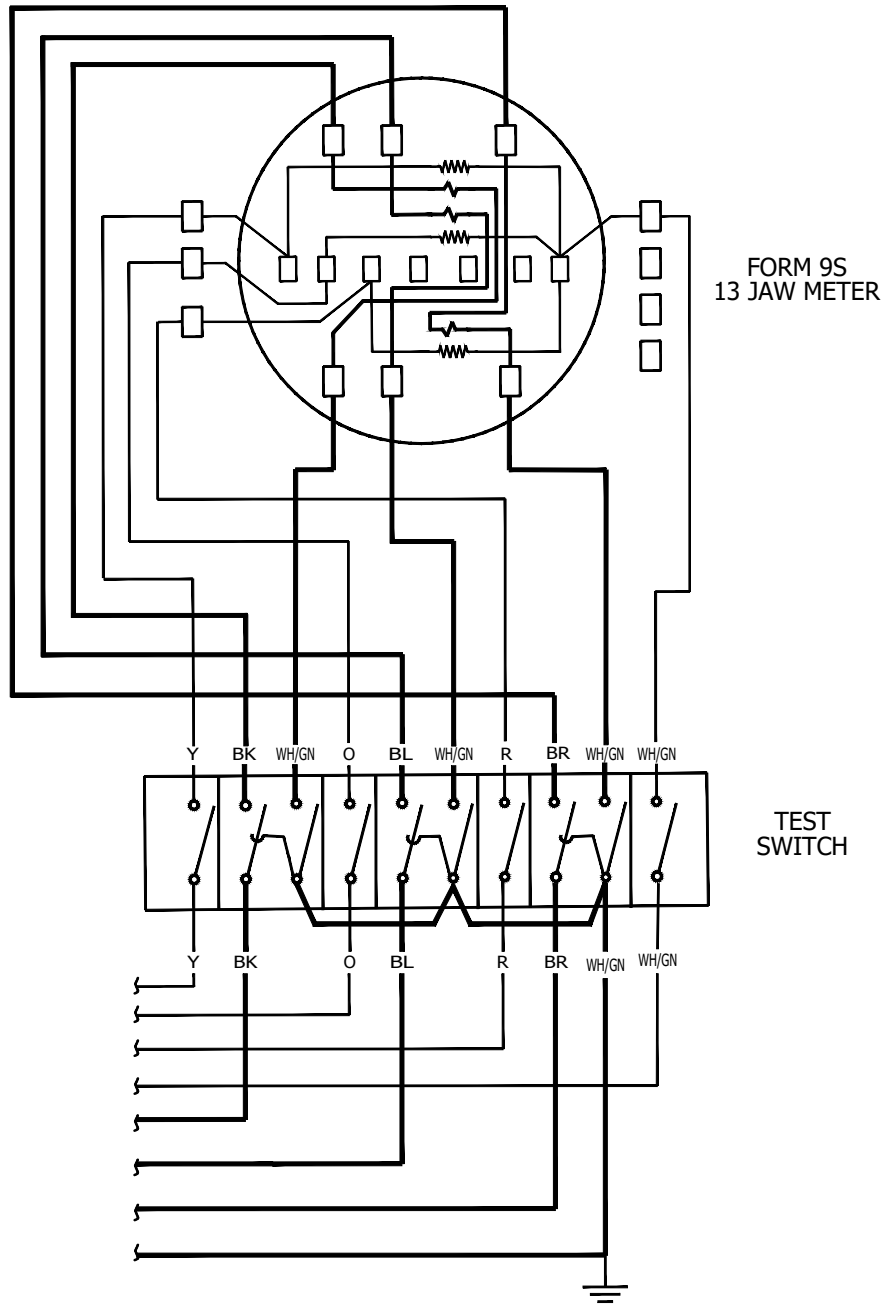 FORM 9S
13 JAW METER
Y BK WH/GN O BL WH/GN R BR WH/GN WH/GN
TEST
SWITCH
Y BK O BL R BR WH/GN WH/GN